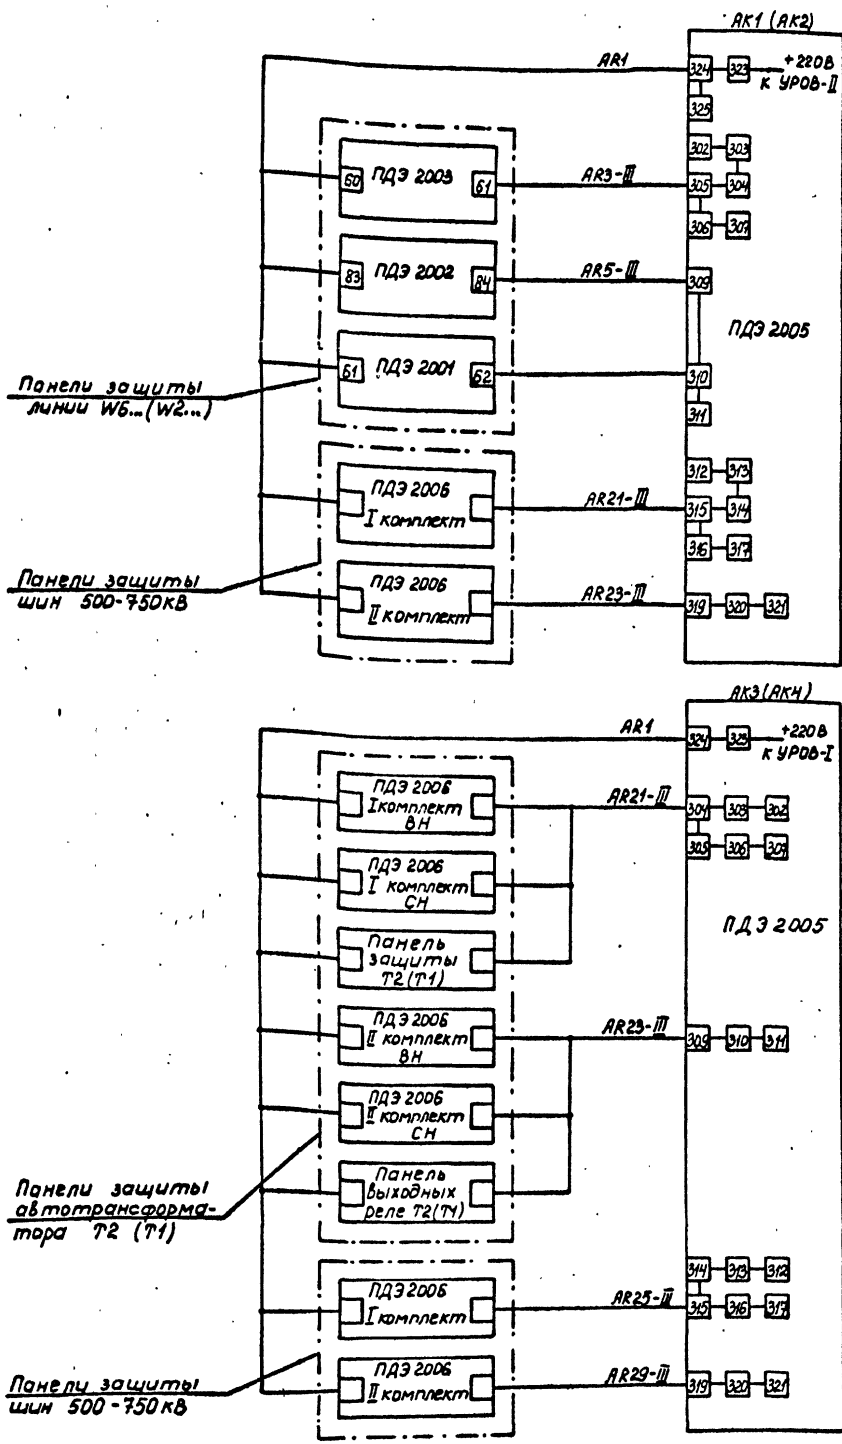 АК1 (АК2)
AR1
324 323 +220В
к УРОВ-II
325
302 303
60 ПДЭ 2003 61 AR3-III 305 304
306 307
83 ПДЭ 2002 84 AR5-III 309
ПДЭ 2005
61 ПДЭ 2001 62 310
Панели защиты
линии W6...(W2...)
311
312 313
ПДЭ 2006
I комплект
AR21-III 315 314
316 317
Панели защиты
шин 500-750кВ
ПДЭ 2006
II комплект
AR23-III 319 320 321
АК3(АК4)
AR1
324 323 +220В
к УРОВ-I
ПДЭ 2006
I комплект
ВН
AR21-III 304 303 302
305 306 307
ПДЭ 2006
I комплект
СН
ПДЭ 2005
Панель
защиты
Т2(Т1)
ПДЭ 2006
II комплект
ВН
AR23-III 309 310 311
ПДЭ 2006
II комплект
СН
Панель
выходных
реле Т2(Т1)
Панели защиты
автотрансформа-
тора Т2 (Т1)
314 313 312
ПДЭ 2006
I комплект
AR25-III 315 316 317
Панели защиты
шин 500-750кВ
ПДЭ 2006
II комплект
AR29-III 319 320 321